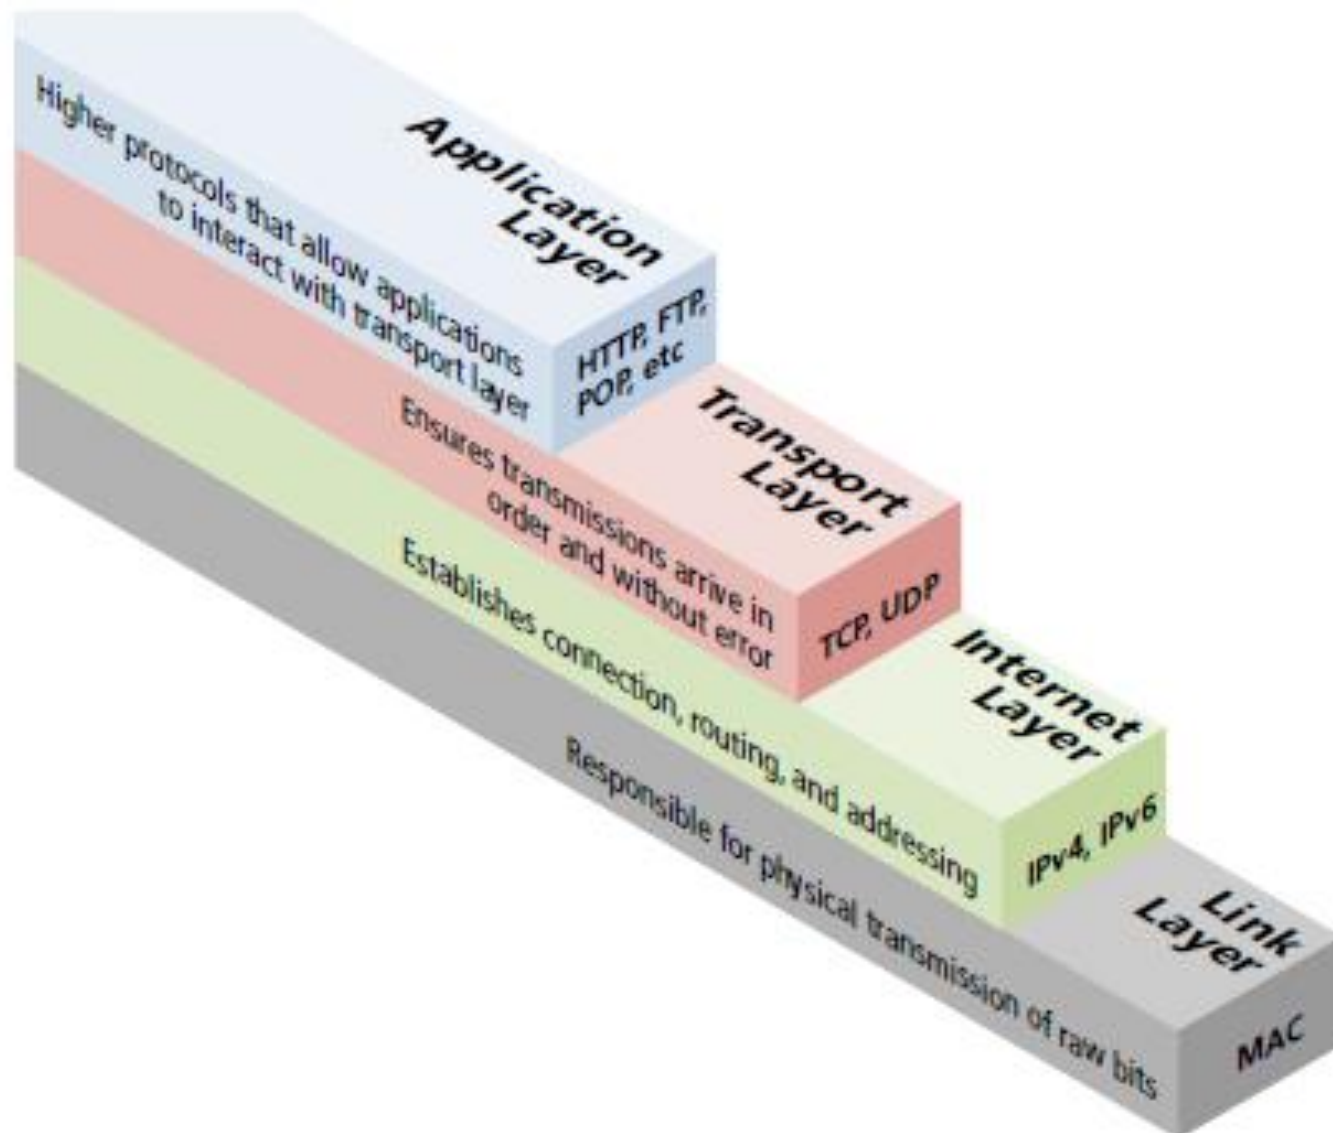 Application
Layer
Higher protocols that allow applications
to interact with transport layer
HTTP, FTP,
POP, etc
Transport
Layer
Ensures transmissions arrive in
order and without error
TCP, UDP
Internet
Layer
Establishes connection, routing, and addressing
IPv4, IPv6
Link
Layer
Responsible for physical transmission of raw bits
MAC